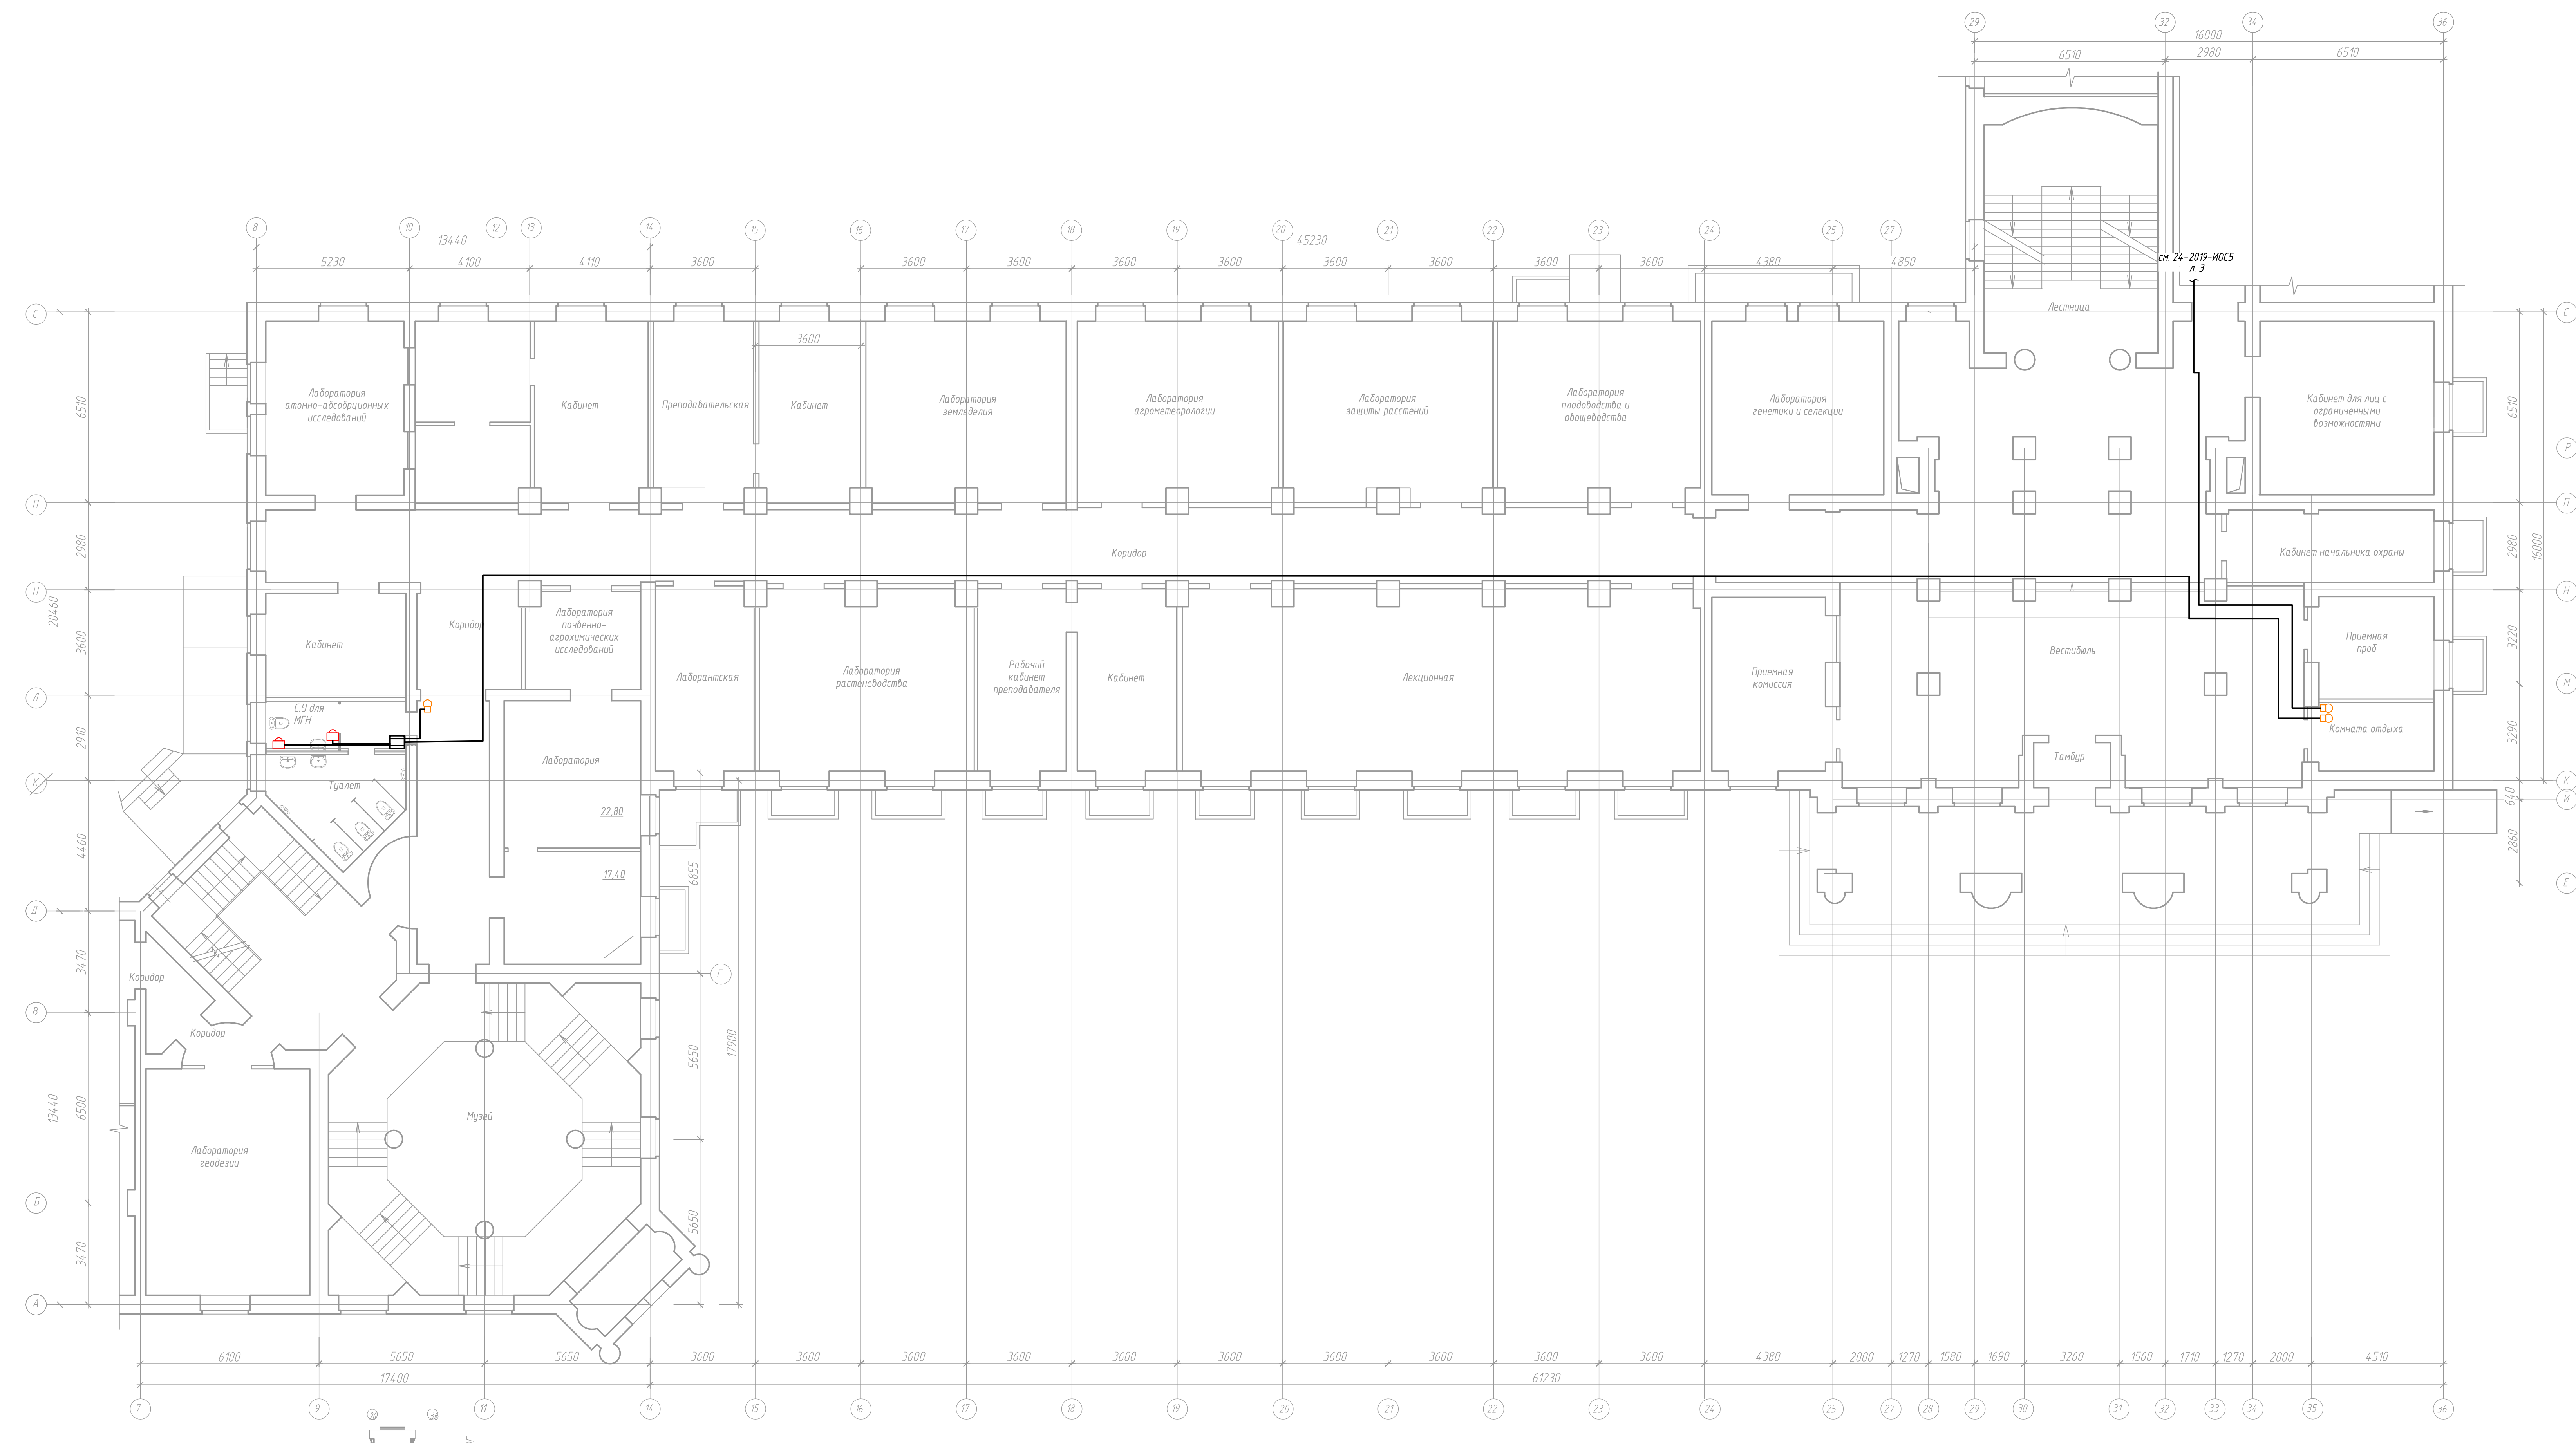 29 32 34 36
16000
6510 2980 6510
8 10 12 13 14 15 16 17 18 19 20 21 22 23 24 25 27
13440 45230
5230 4100 4110 3600 3600 3600 3600 3600 3600 3600 3600 3600 4380 4850
см. 24-2019-ИОС5
л. 3
Лестница
С С
3600
6510 6510
Лаборатория
атомно-абсобрционных
исследований
Кабинет
Преподавательская
Кабинет
Лаборатория
земледелия
Лаборатория
агрометеорологии
Лаборатория
защиты расстений
Лаборатория
плодоводства и
овощеводства
Лаборатория
генетики и селекции
Кабинет для лиц с
ограниченными
возможностями
Р
П П
2980 2980 16000
Коридор
Кабинет начальника охраны
Н Н
20460
3600 3220
Кабинет
Коридор
Лаборатория
почвенно-
агрохимических
исследований
Лаборантская
Лаборатория
растеневодства
Рабочий
кабинет
преподавателя
Кабинет
Лекционная
Приемная
комиссия
Вестибюль
Приемная
проб
Л М
С.У для
МГН
2910 3290
Комната отдыха
Тамбур
Туалет
Лаборатория
К К
640
И
22,80
4460 2860
6855
17,40
Е
Д
3470
Коридор
Г
В
Коридор
5650 17900
13440 6500
Музей
Лаборатория
геодезии
Б
5650
3470
А
6100 5650 5650 3600 3600 3600 3600 3600 3600 3600 3600 3600 3600 4380 2000 1270 1580 1690 3260 1560 1710 1270 2000 4510
17400 61230
7 9 11 14 15 16 17 18 19 20 21 22 23 24 25 27 28 29 30 31 32 33 34 35 36